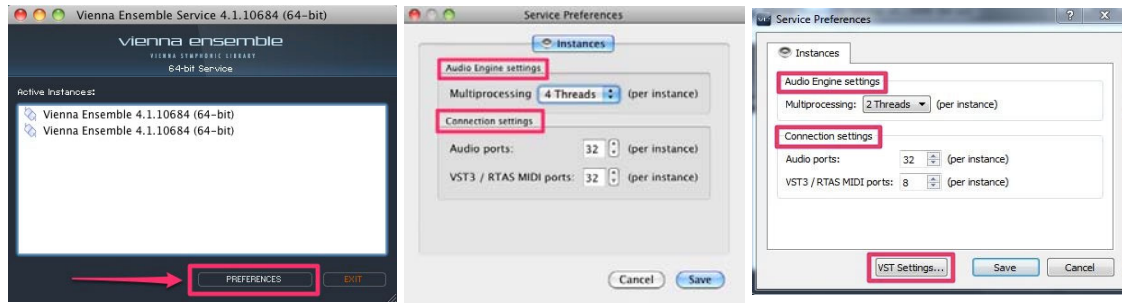 Vienna Ensemble Service 4.1.10684 (64-bit)
vienna ensemble
VIENNA SYMPHONIC LIBRARY
64-bit Service
Active Instances:
Vienna Ensemble 4.1.10684 (64-bit)
Vienna Ensemble 4.1.10684 (64-bit)
PREFERENCES
EXIT
Service Preferences
Instances
Audio Engine settings
Multiprocessing 4 Threads (per instance)
Connection settings
Audio ports: 32 (per instance)
VST3 / RTAS MIDI ports: 32 (per instance)
Cancel Save
Service Preferences
Instances
Audio Engine settings
Multiprocessing: 2 Threads (per instance)
Connection settings
Audio ports: 32 (per instance)
VST3 / RTAS MIDI ports: 8 (per instance)
VST Settings... Save Cancel